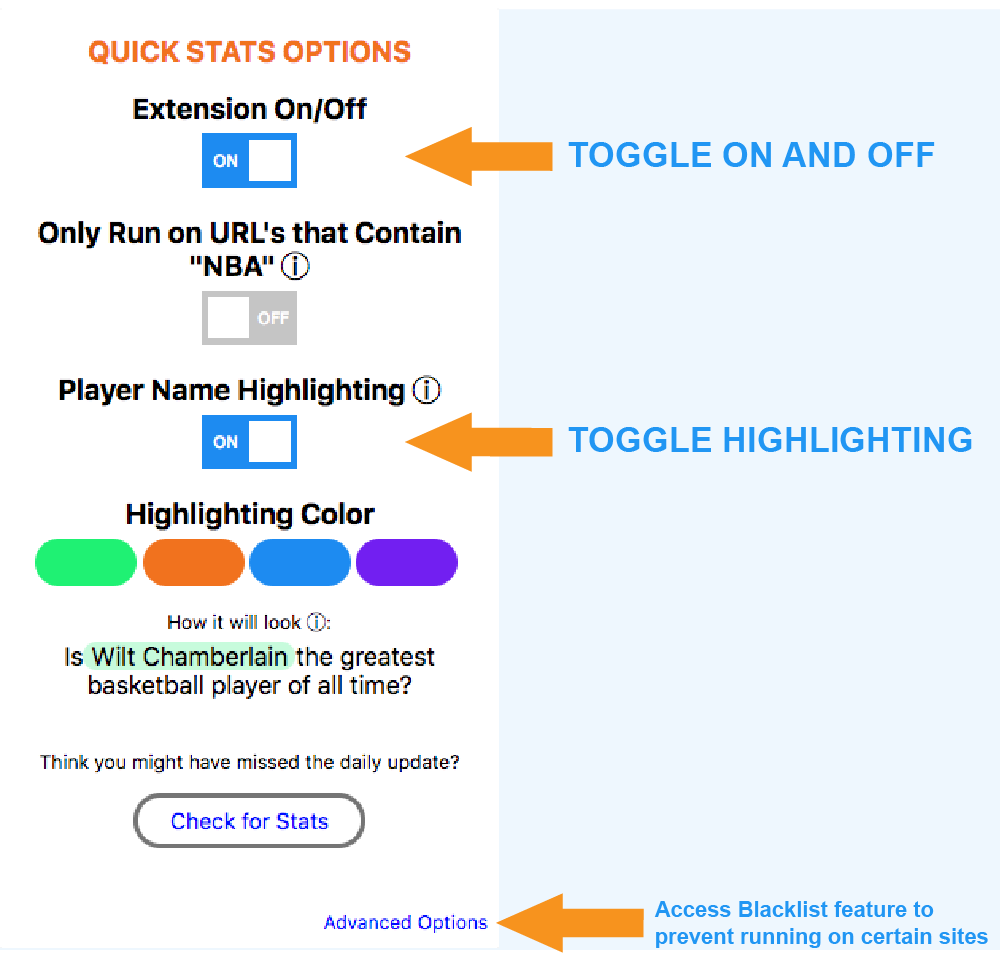 QUICK STATS OPTIONS
Extension On/Off
ON
TOGGLE ON AND OFF
Only Run on URL's that Contain
"NBA" ⓘ
OFF
Player Name Highlighting ⓘ
ON
TOGGLE HIGHLIGHTING
Highlighting Color
How it will look ⓘ:
Is Wilt Chamberlain the greatest
basketball player of all time?
Think you might have missed the daily update?
Check for Stats
Advanced Options
Access Blacklist feature to
prevent running on certain sites